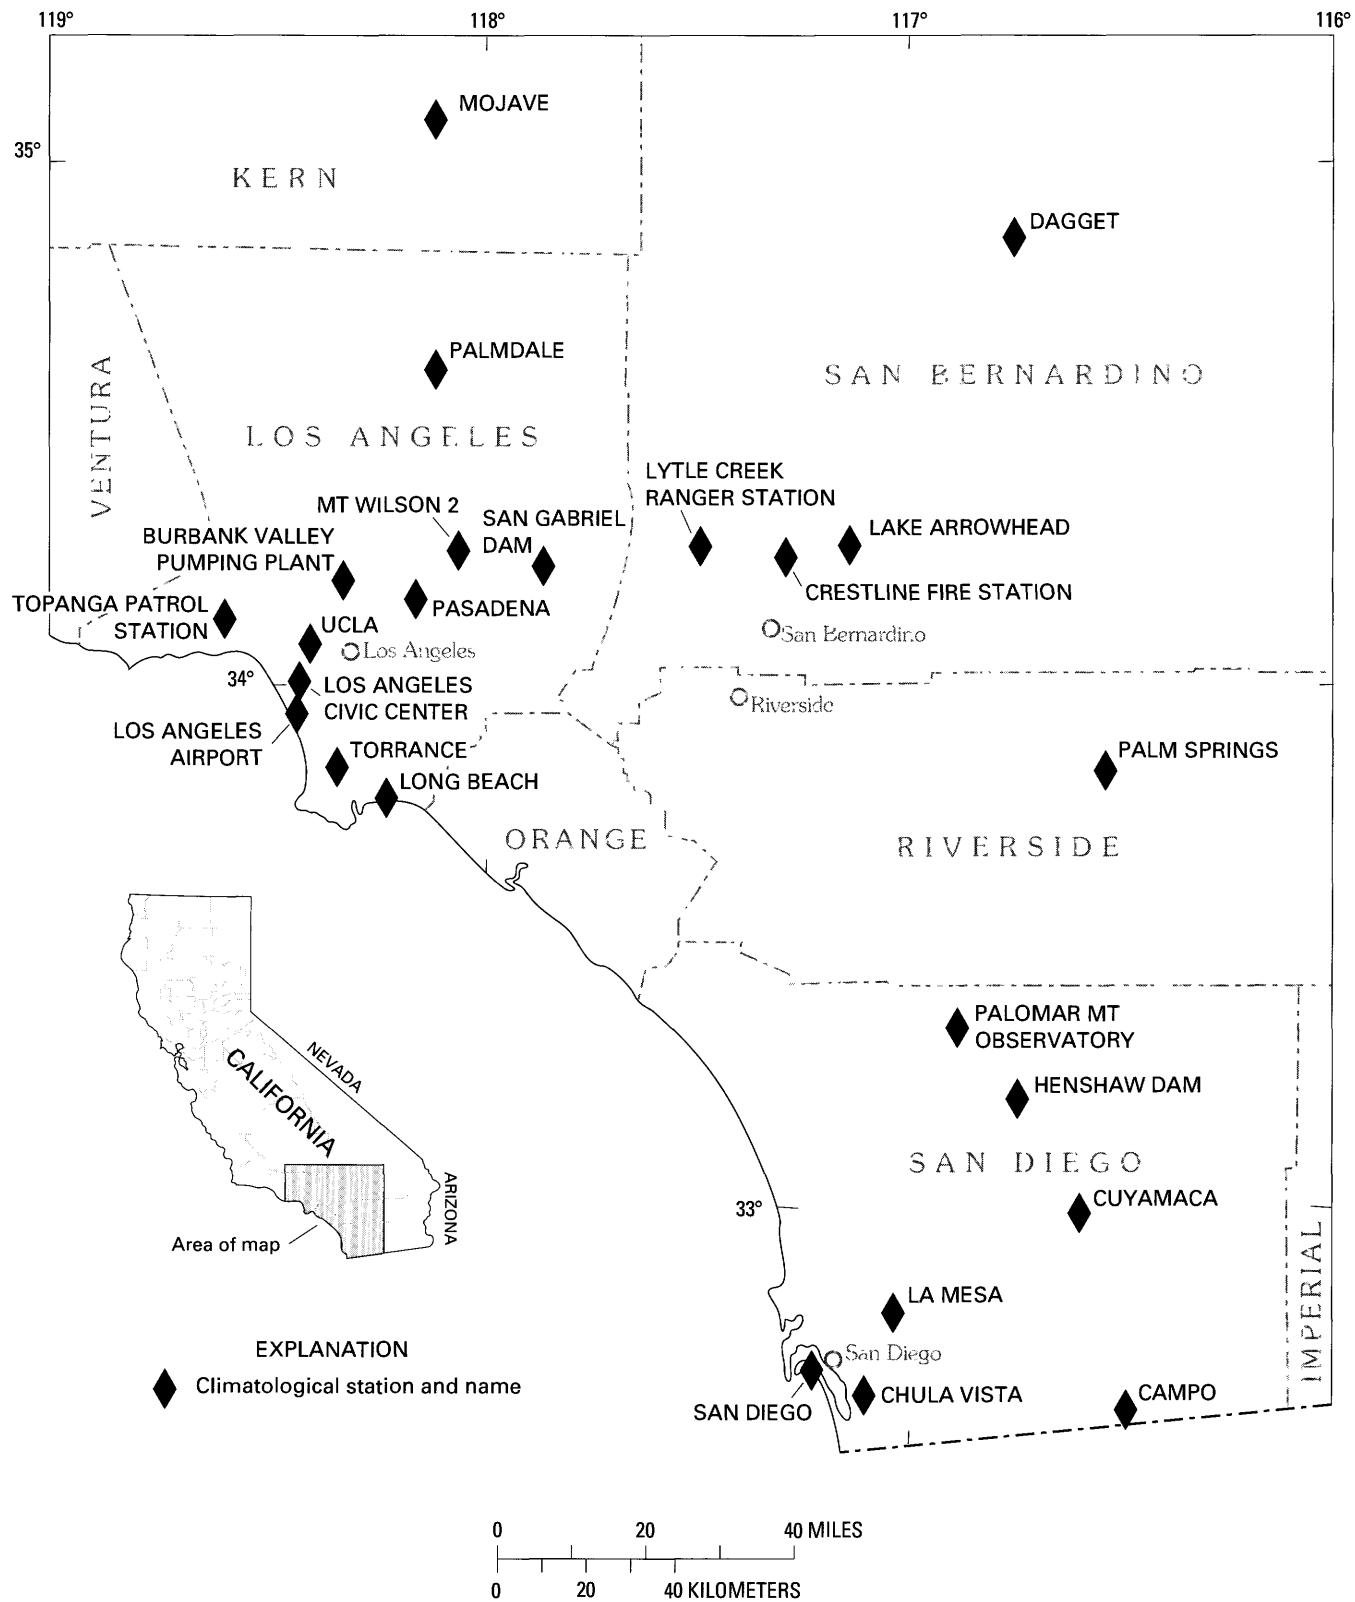 119°
118°
117°
116°
MOJAVE
35°
KERN
DAGGET
PALMDALE
SAN BERNARDINO
VENTURA
LOS ANGELES
LYTLE CREEK
RANGER STATION
MT WILSON 2
SAN GABRIEL
DAM
BURBANK VALLEY
PUMPING PLANT
LAKE ARROWHEAD
CRESTLINE FIRE STATION
TOPANGA PATROL
STATION
PASADENA
UCLA
Los Angeles
San Bernardino
34°
LOS ANGELES
CIVIC CENTER
Riverside
LOS ANGELES
AIRPORT
TORRANCE
PALM SPRINGS
LONG BEACH
ORANGE
RIVERSIDE
PALOMAR MT
OBSERVATORY
NEVADA
CALIFORNIA
HENSHAW DAM
SAN DIEGO
ARIZONA
CUYAMACA
33°
Area of map
IMPERIAL
LA MESA
EXPLANATION
San Diego
Climatological station and name
SAN DIEGO
CHULA VISTA
CAMPO
0 20 40 MILES
0 20 40 KILOMETERS